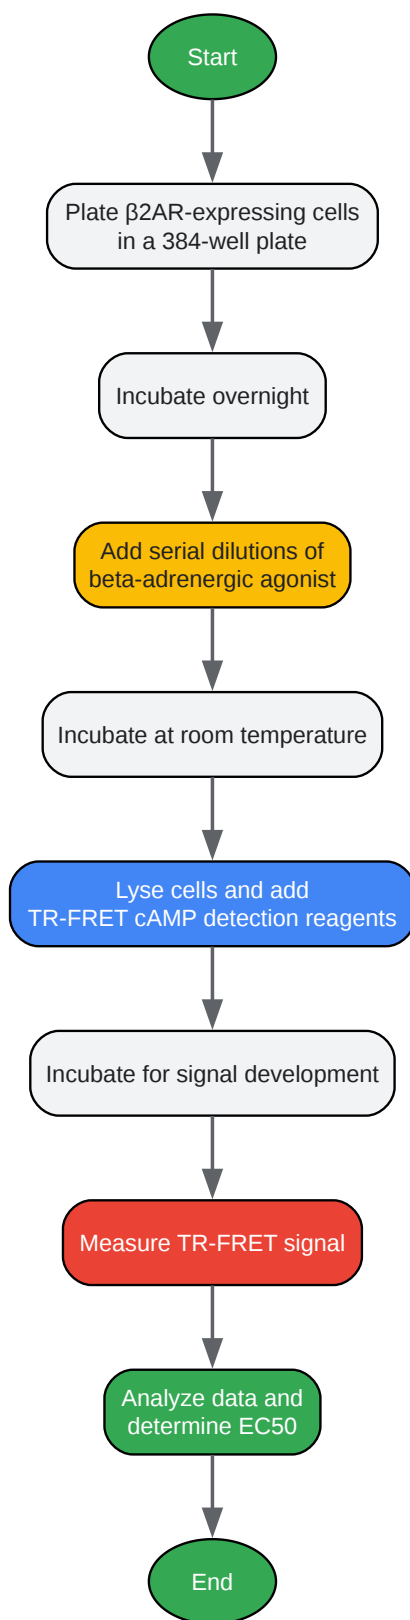 Start
Plate β2AR-expressing cells
in a 384-well plate
Incubate overnight
Add serial dilutions of
beta-adrenergic agonist
Incubate at room temperature
Lyse cells and add
TR-FRET cAMP detection reagents
Incubate for signal development
Measure TR-FRET signal
Analyze data and
determine EC50
End